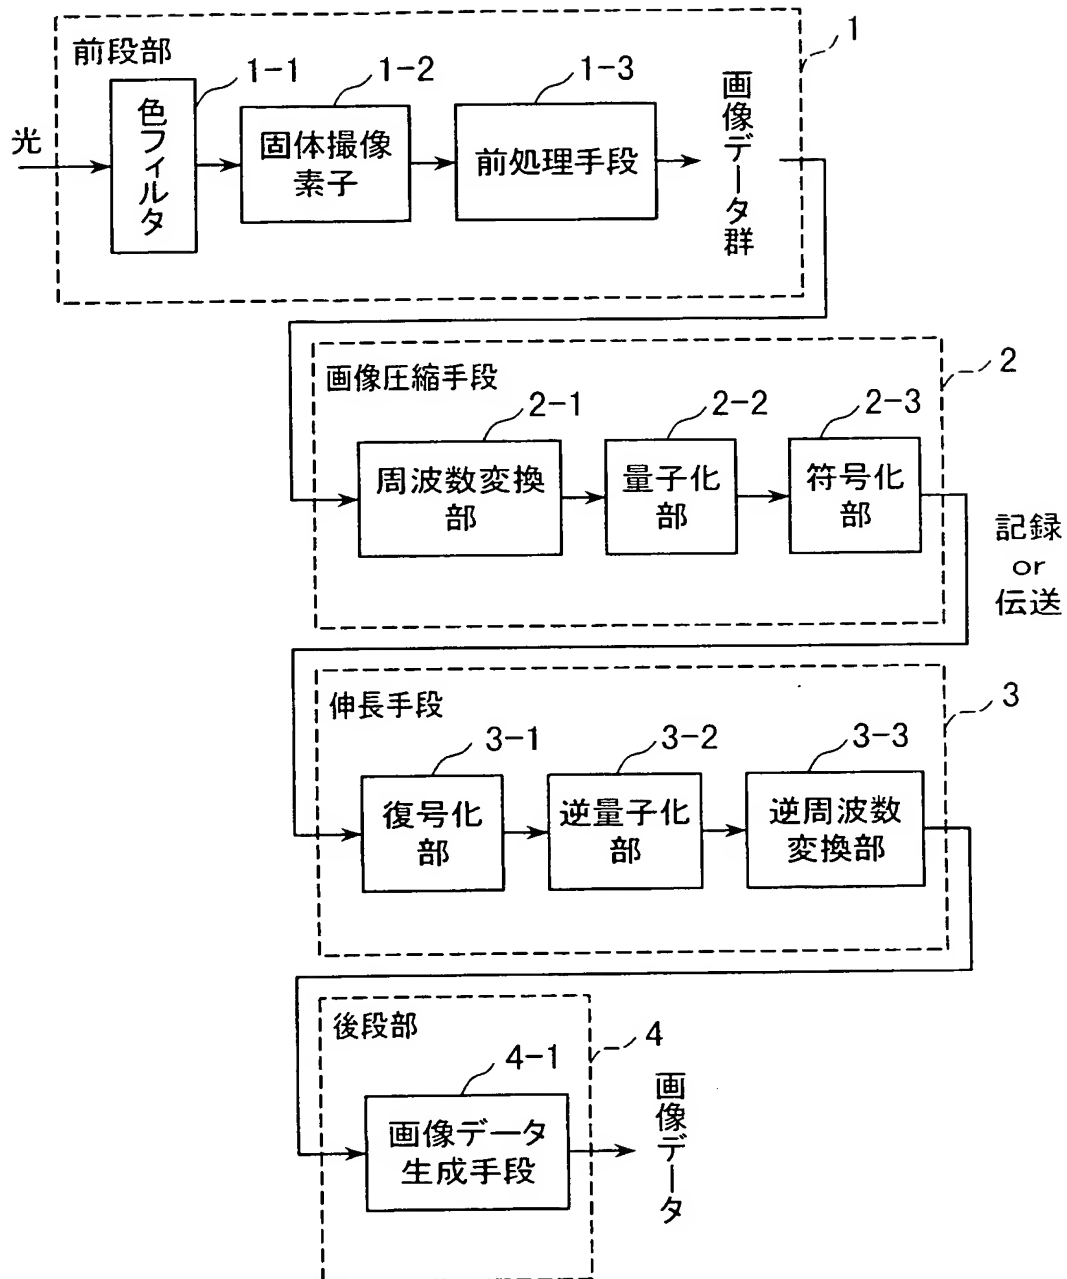 前段部
1
1-1
1-2
1-3
光
色フィルタ
固体撮像
素子
前処理手段
画像データ群
画像圧縮手段
2
2-1
2-2
2-3
周波数変換
部
量子化
部
符号化
部
記録
or
伝送
伸長手段
3
3-1
3-2
3-3
復号化
部
逆量子化
部
逆周波数
変換部
後段部
4
4-1
画像データ
生成手段
画像データ